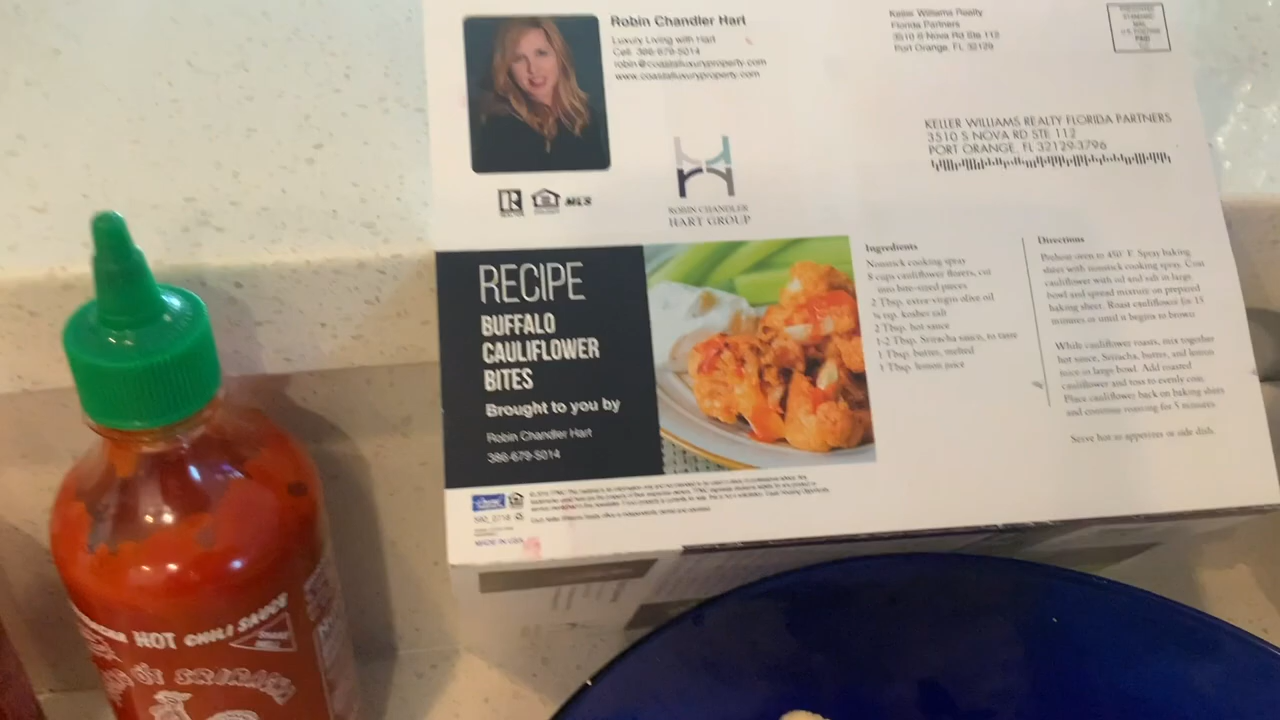 Robin Chandler Hart
Luxury Living with Hart
Cell: 386-679-5014
robin@coastalluxuryproperty.com
www.coastalluxuryproperty.com
Keller Williams Realty
Florida Partners
3510 S Nova Rd Ste 112
Port Orange, FL 32129
STANDARD
PAID
KELLER WILLIAMS REALTY FLORIDA PARTNERS
3510 S NOVA RD STE 112
PORT ORANGE, FL 32129-3796
MLS
ROBIN CHANDLER
HART GROUP
RECIPE
BUFFALO
CAULIFLOWER
BITES
Brought to you by
Robin Chandler Hart
386-679-5014
Ingredients
Nonstick cooking spray
8 cups cauliflower florets, cut
into bite-sized pieces
2 Tbsp. extra-virgin olive oil
tsp. kosher salt
2 Tbsp. hot sauce
1-2 Tbsp. Sriracha sauce, to taste
1 Tbsp. butter, melted
1 Tbsp. lemon juice
Directions
Preheat oven to 450° F. Spray baking
sheet with nonstick cooking spray. Coat
cauliflower with oil and salt in large
bowl and spread mixture on prepared
baking sheet. Roast cauliflower for 15
minutes or until it begins to brown.
While cauliflower roasts, mix together
hot sauce, Sriracha, butter, and lemon
juice in large bowl. Add roasted
cauliflower and toss to evenly coat.
Place cauliflower back on baking sheets
and continue roasting for 5 minutes.
Serve hot as appetizer or side dish.
MADE IN USA
HOT CHILI SAUCE